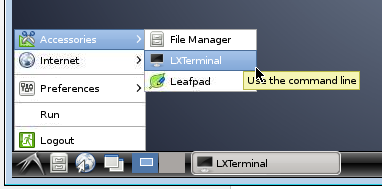 Accessories
File Manager
Internet
LXTerminal
Use the command line
Preferences
Leafpad
Run
Logout
LXTerminal